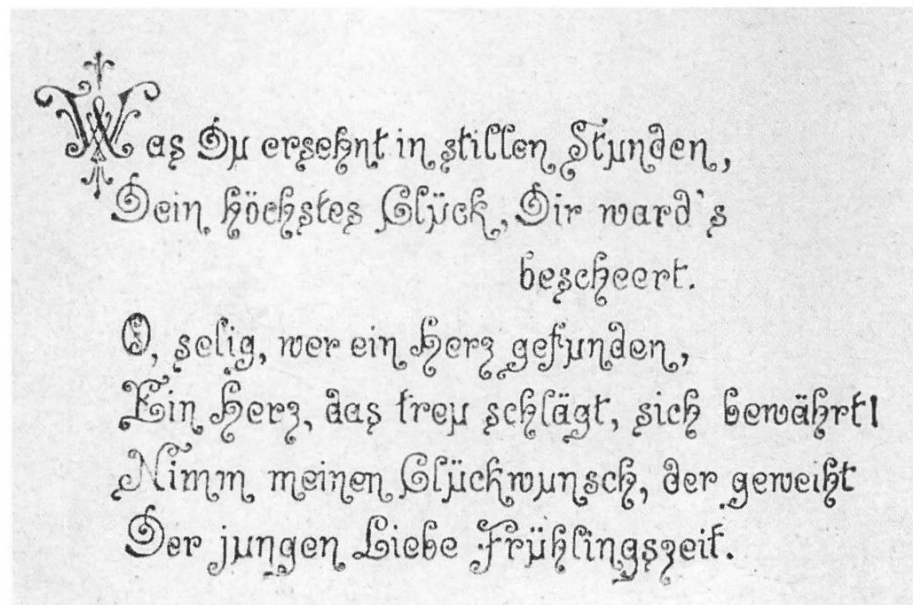 Was Du ersehnt in stillen Stunden,
Dein höchstes Glück, Dir ward's
bescheert.
O, selig, wer ein Herz gefunden,
Ein Herz, das treu schlägt, sich bewährt!
Nimm meinen Glückwunsch, der geweiht
Der jungen Liebe Frühlingszeit.